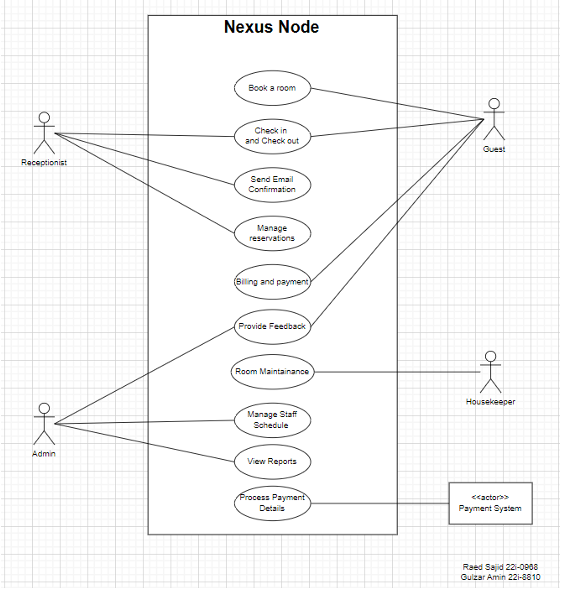 Nexus Node
Book a room
Check in
and Check out
Receptionist
Guest
Send Email
Confirmation
Manage
reservations
Billing and payment
Provide Feedback
Room Maintainance
Housekeeper
Manage Staff
Schedule
Admin
View Reports
Process Payment
Details
<<actor>>
Payment System
Raed Sajid 22i-0968
Gulzar Amin 22i-8810